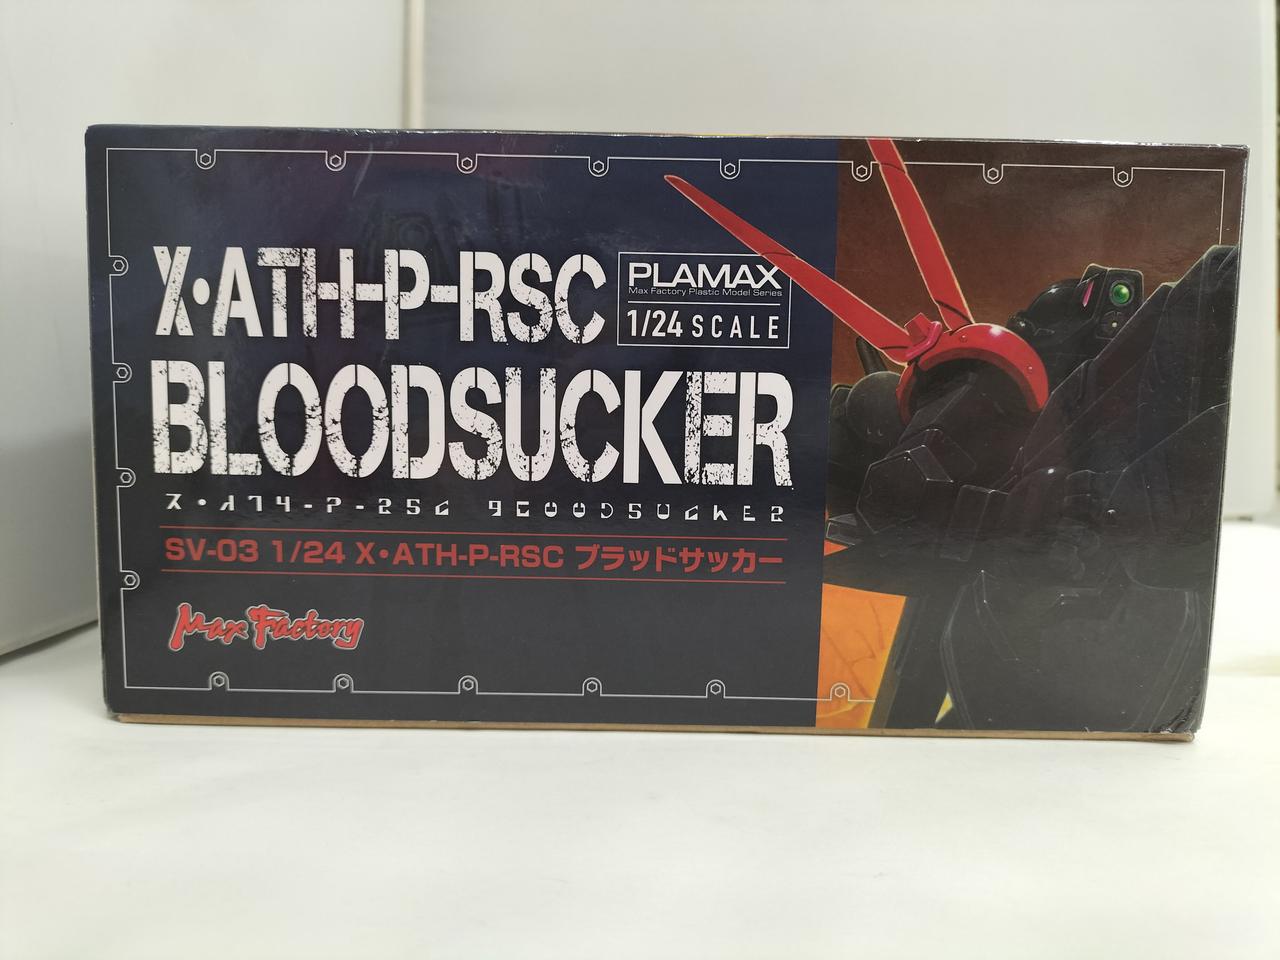 X•ATH-P-RSC
PLAMAX
Max Factory Plastic Model Series
1/24 SCALE
BLOODSUCKER
SV-03 1/24 X•ATH-P-RSC ブラッドサッカー
Max Factory